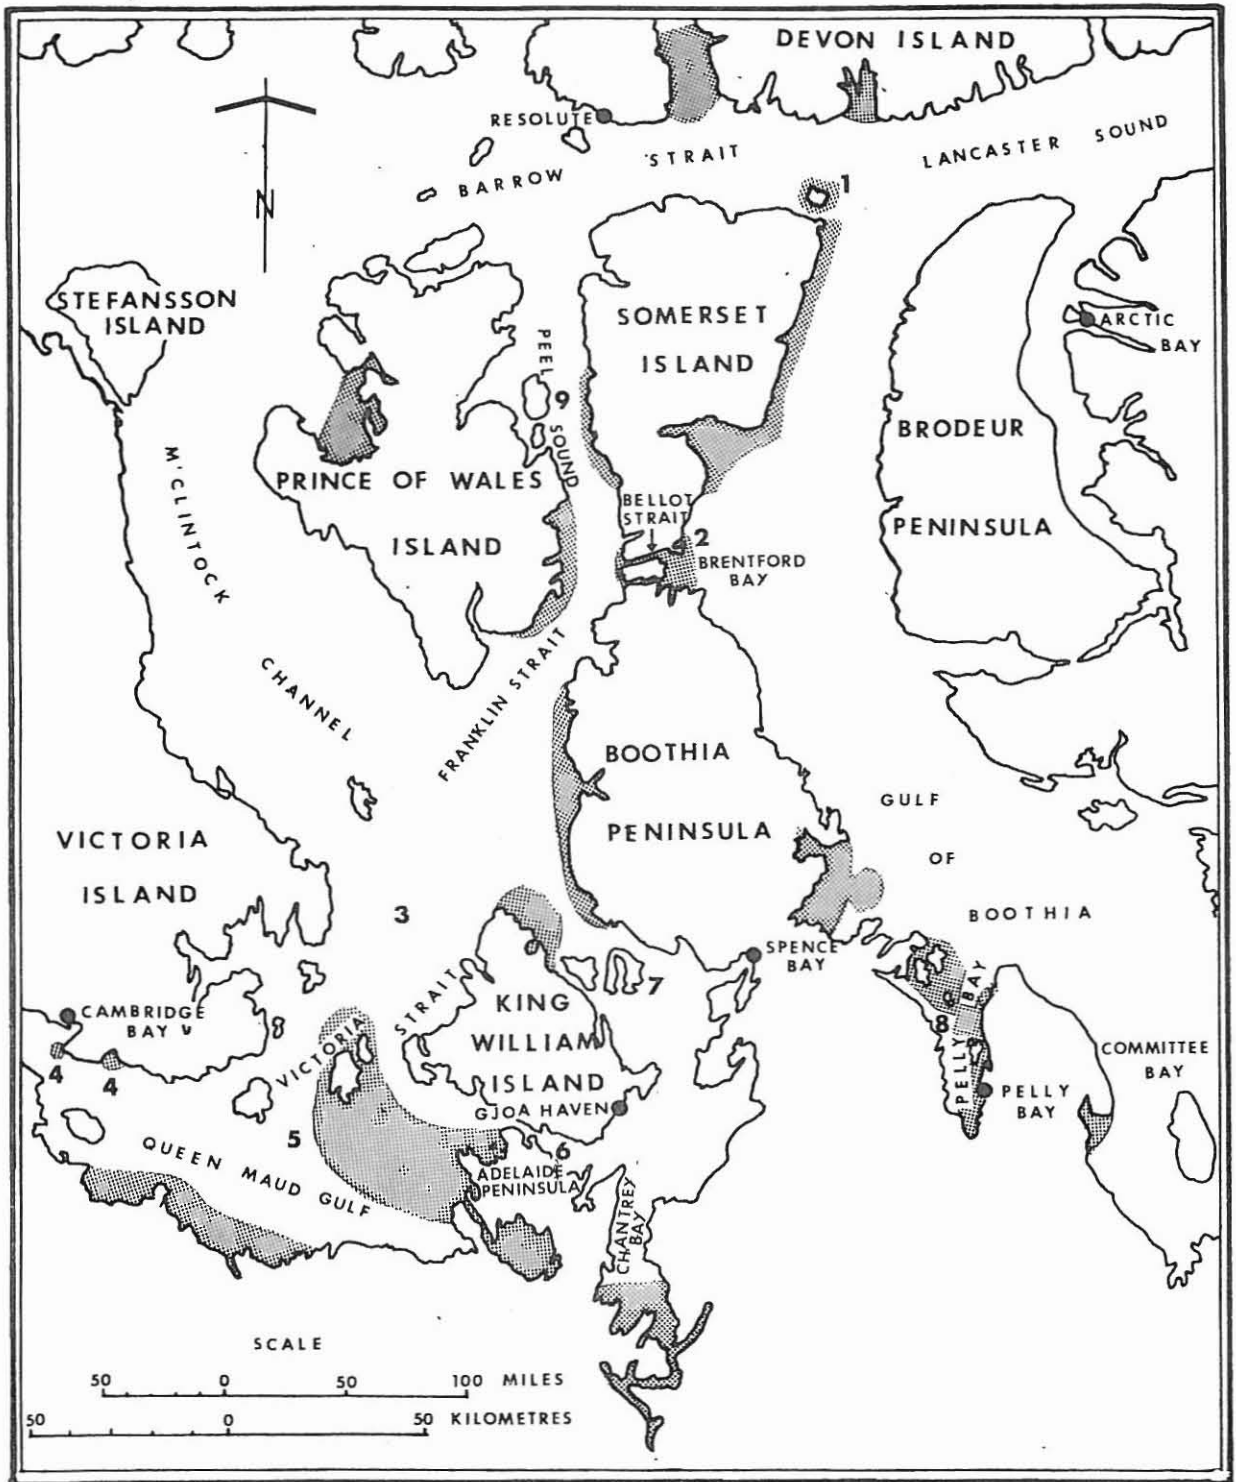 DEVON ISLAND
RESOLUTE
BARROW STRAIT
LANCASTER SOUND
1
N
STEFANSSON
ISLAND
SOMERSET
ISLAND
ARCTIC
BAY
PEEL
SOUND
9
M'CLINTOCK
CHANNEL
PRINCE OF WALES
ISLAND
BRODEUR
PENINSULA
BELLOT
STRAIT
2
BRENTFORD
BAY
FRANKLIN STRAIT
BOOTHIA
PENINSULA
GULF
OF
BOOTHIA
VICTORIA
ISLAND
3
SPENCE
BAY
7
KING
WILLIAM
ISLAND
VICTORIA STRAIT
CAMBRIDGE
BAY
4
4
PELLY BAY
8
COMMITTEE
BAY
PELLY
BAY
GJOA HAVEN
5
6
QUEEN MAUD GULF
ADELAIDE
PENINSULA
CHANTREY
BAY
SCALE
50 0 50 100 MILES
50 0 50 KILOMETRES